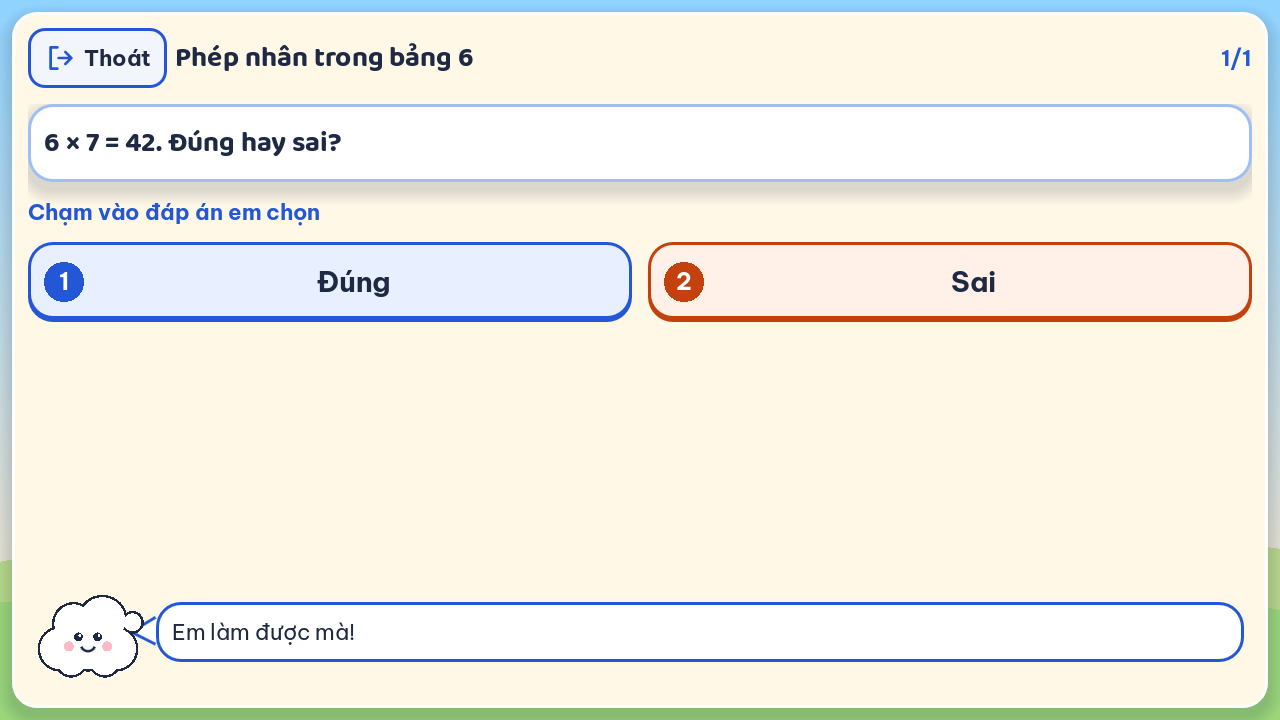 Thoát
Phép nhân trong bảng 6
1/1
6 × 7 = 42. Đúng hay sai?
Chạm vào đáp án em chọn
1
Đúng
2
Sai
Em làm được mà!